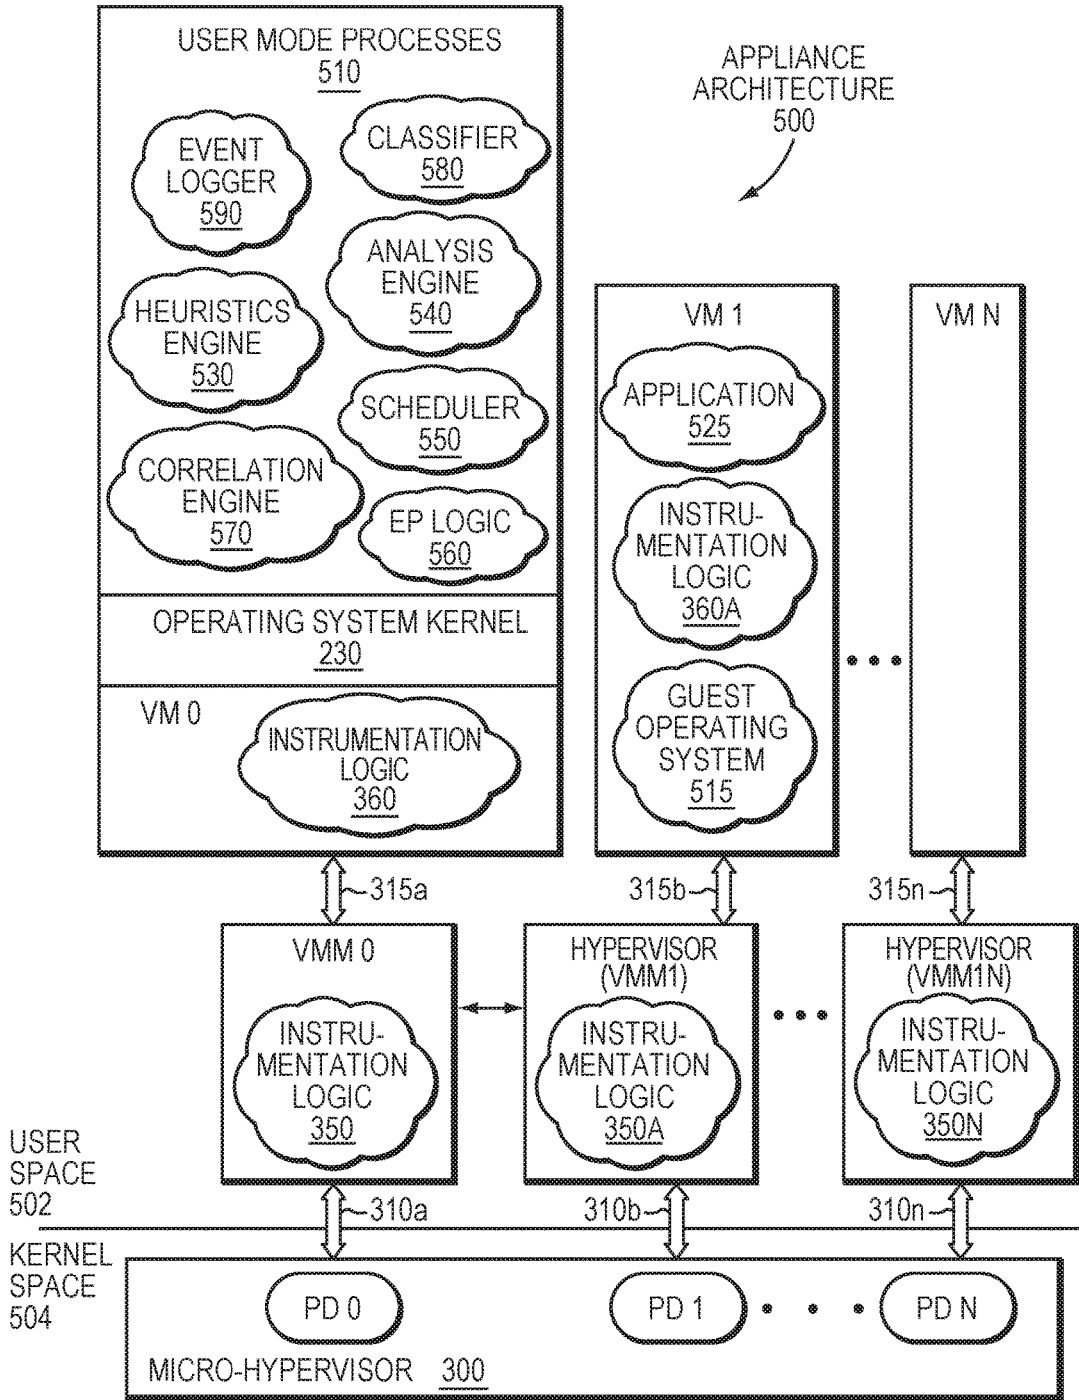 USER MODE PROCESSES
510
APPLIANCE
ARCHITECTURE
500
EVENT
LOGGER
590
CLASSIFIER
580
ANALYSIS
ENGINE
540
HEURISTICS
ENGINE
530
SCHEDULER
550
CORRELATION
ENGINE
570
EP LOGIC
560
OPERATING SYSTEM KERNEL
230
VM 0
INSTRUMENTATION
LOGIC
360
VM 1
APPLICATION
525
INSTRU-
MENTATION
LOGIC
360A
GUEST
OPERATING
SYSTEM
515
VM N
315a
315b
315n
VMM 0
INSTRU-
MENTATION
LOGIC
350
HYPERVISOR
(VMM1)
INSTRU-
MENTATION
LOGIC
350A
HYPERVISOR
(VMM1N)
INSTRU-
MENTATION
LOGIC
350N
USER
SPACE
502
310a
310b
310n
KERNEL
SPACE
504
PD 0
PD 1
PD N
MICRO-HYPERVISOR 300